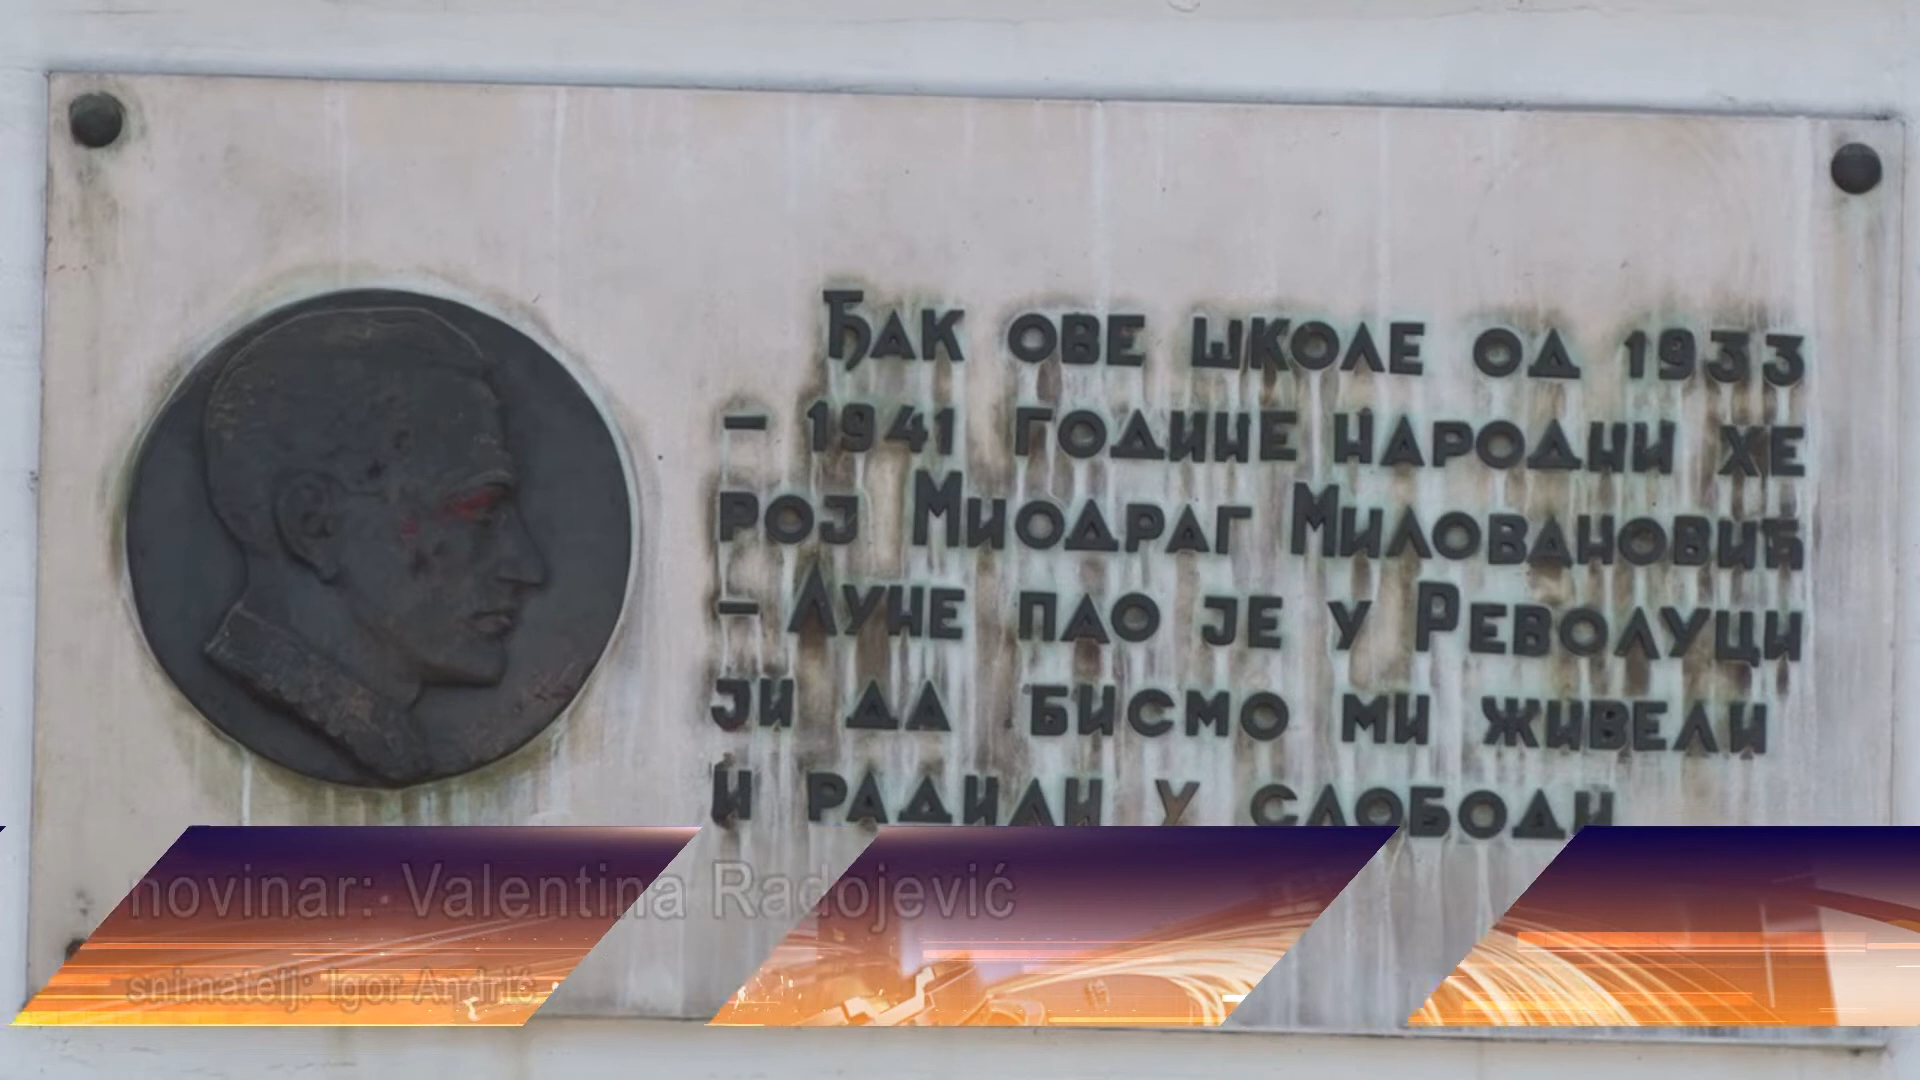 Ђак ове школе од 1933
– 1941 године народни хе
рој Миодраг Миловановић
– Луне пао је у Револуци
ји да бисмо ми живели
и радили у слободи
novinar: Valentina Radojević
snimatelj: Igor Andrić